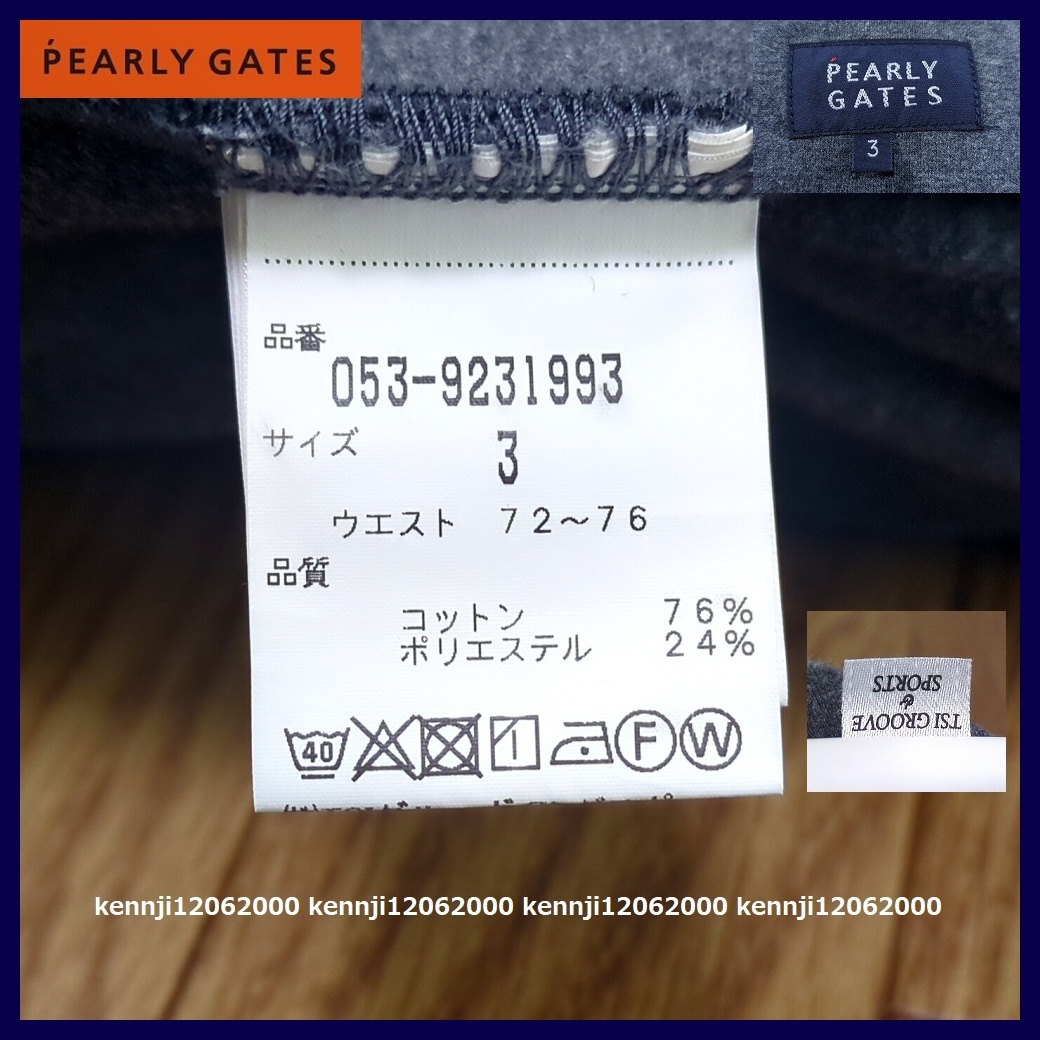 PEARLY GATES
PEARLY
GATES
3
品番
053-9231993
サイズ
3
ウエスト 72～76
品質
コットン 76%
ポリエステル 24%
40
F
W
TSI GROOVE
&
SPORTS
kennji12062000 kennji12062000 kennji12062000 kennji12062000